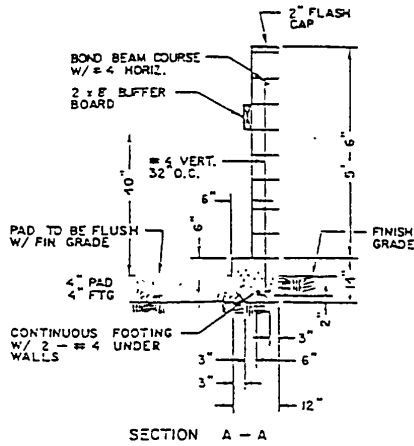 2" FLASH
CAP
BOND BEAM COURSE
W/ # 4 HORIZ.
2 x 8 BUFFER
BOARD
# 4 VERT.
32" O.C.
10"
6"
6"
5' - 6"
PAD TO BE FLUSH
W/ FIN GRADE
FINISH
GRADE
4" PAD
4" FTG
14"
2"
CONTINUOUS FOOTING
W/ 2 - #4 UNDER
WALLS
3"
3"
6"
3"
12"
SECTION A - A